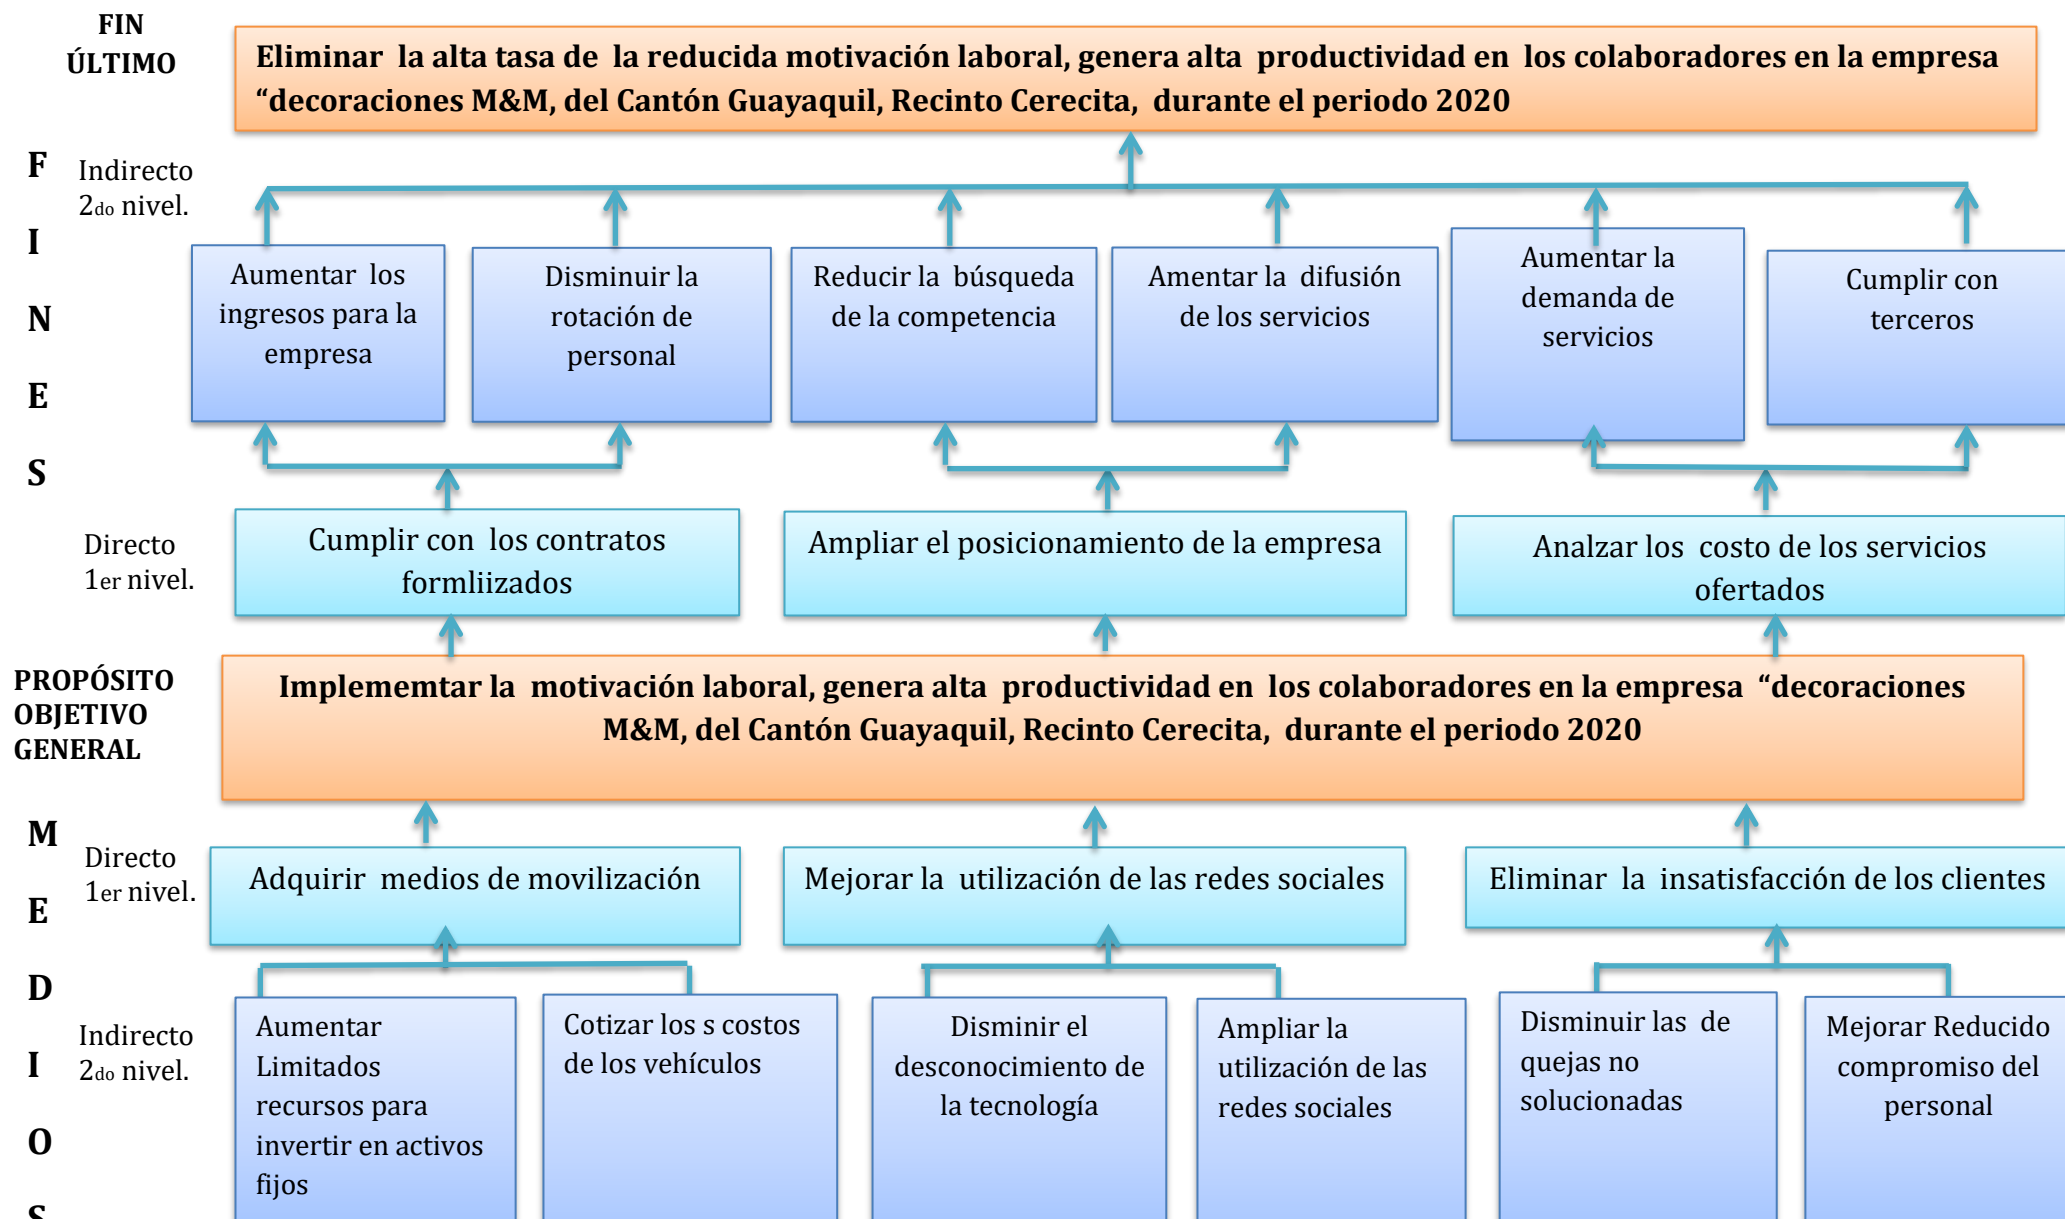 FIN
ÚLTIMO
Eliminar la alta tasa de la reducida motivación laboral, genera alta productividad en los colaboradores en la empresa
“decoraciones M&M, del Cantón Guayaquil, Recinto Cerecita, durante el periodo 2020
F
I
N
E
S
Indirecto
2do nivel.
Aumentar los
ingresos para la
empresa
Disminuir la
rotación de
personal
Reducir la búsqueda
de la competencia
Amentar la difusión
de los servicios
Aumentar la
demanda de
servicios
Cumplir con
terceros
Directo
1er nivel.
Cumplir con los contratos
formliizados
Ampliar el posicionamiento de la empresa
Analzar los costo de los servicios
ofertados
PROPÓSITO
OBJETIVO
GENERAL
Implememtar la motivación laboral, genera alta productividad en los colaboradores en la empresa “decoraciones
M&M, del Cantón Guayaquil, Recinto Cerecita, durante el periodo 2020
M
E
D
I
O
S
Directo
1er nivel.
Adquirir medios de movilización
Mejorar la utilización de las redes sociales
Eliminar la insatisfacción de los clientes
Indirecto
2do nivel.
Aumentar
Limitados
recursos para
invertir en activos
fijos
Cotizar los s costos
de los vehículos
Disminir el
desconocimiento de
la tecnología
Ampliar la
utilización de las
redes sociales
Disminuir las de
quejas no
solucionadas
Mejorar Reducido
compromiso del
personal